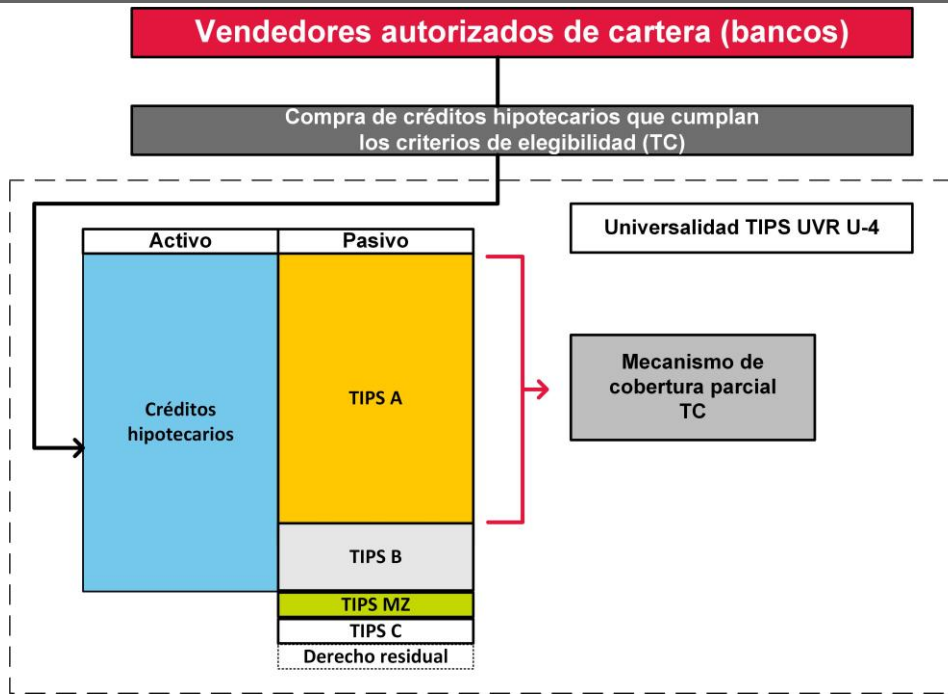 Vendedores autorizados de cartera (bancos)
Compra de créditos hipotecarios que cumplan
los criterios de elegibilidad (TC)
Universalidad TIPS UVR U-4
Activo
Pasivo
Créditos
hipotecarios
TIPS A
Mecanismo de
cobertura parcial
TC
TIPS B
TIPS MZ
TIPS C
Derecho residual